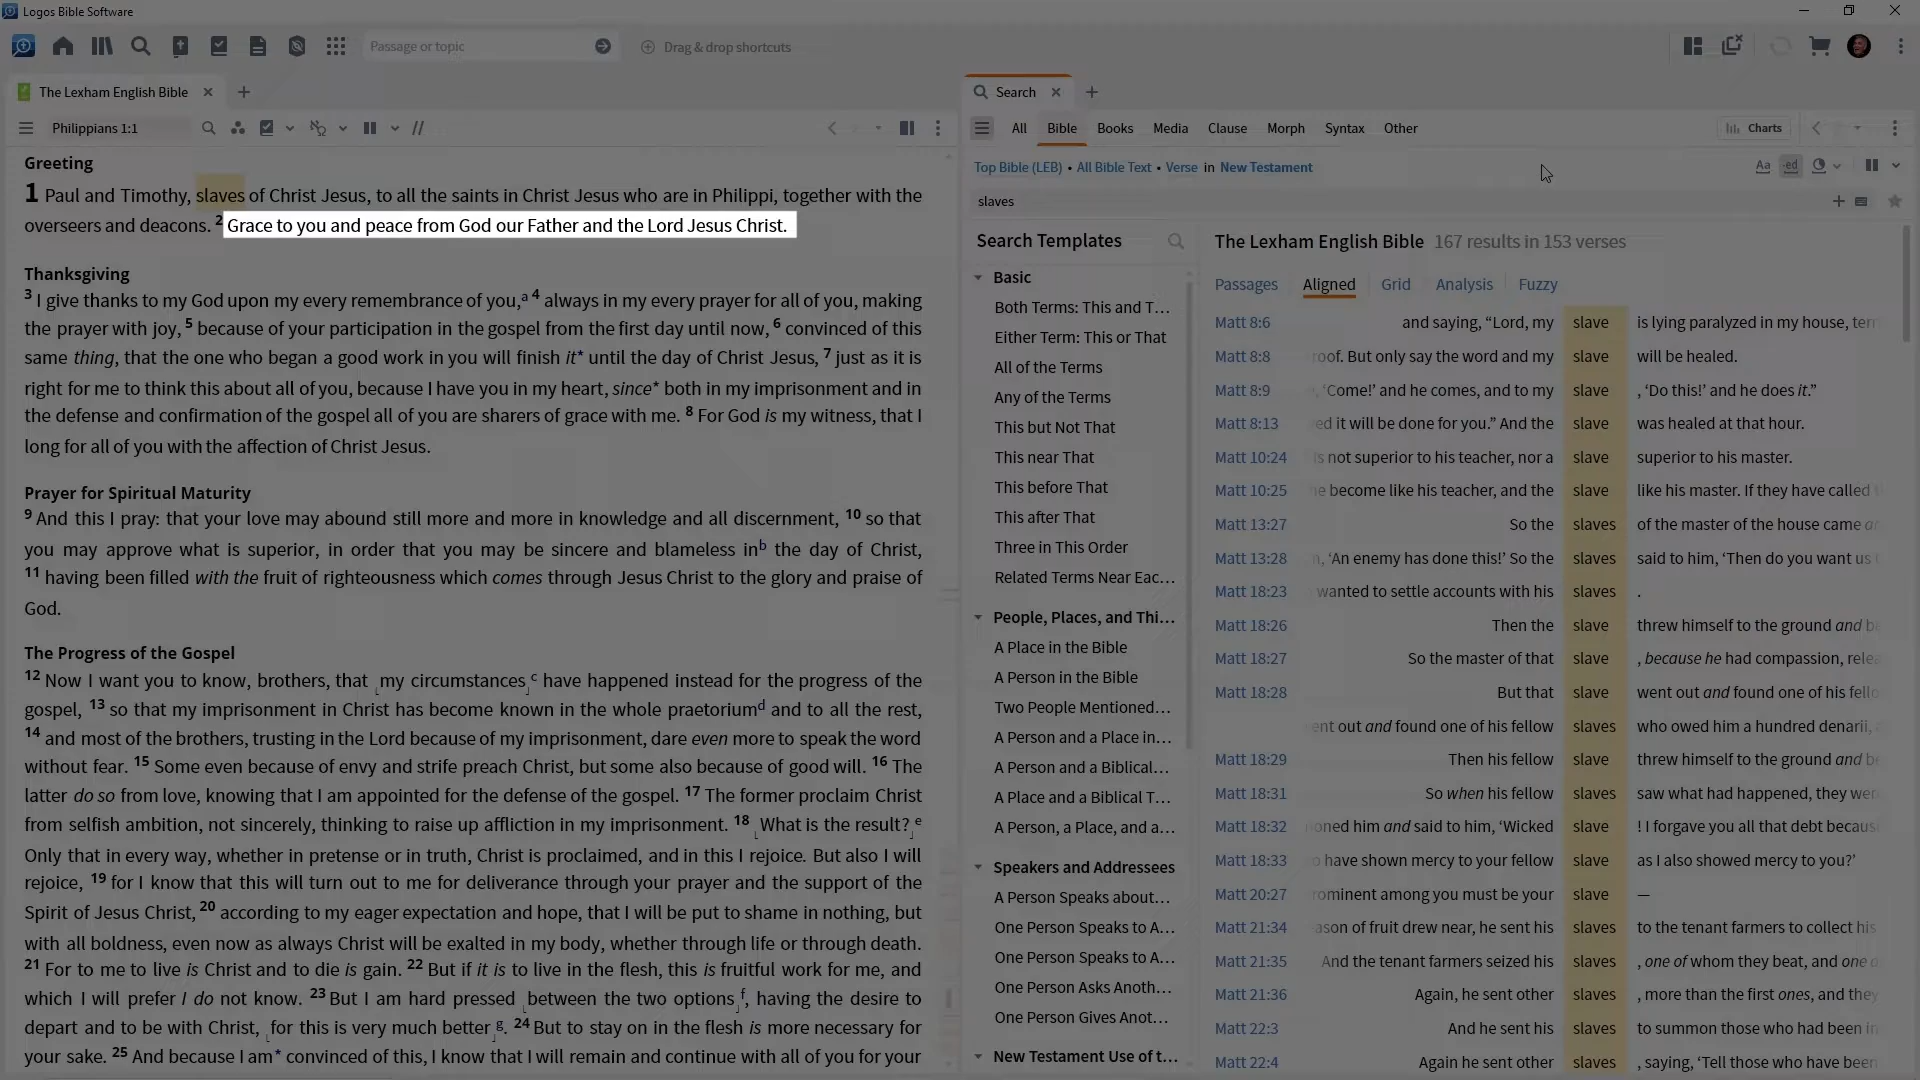 Logos Bible Software
Passage or topic
Drag & drop shortcuts
The Lexham English Bible
Philippians 1:1
Greeting
1 Paul and Timothy, slaves of Christ Jesus, to all the saints in Christ Jesus who are in Philippi, together with the
overseers and deacons. 2 Grace to you and peace from God our Father and the Lord Jesus Christ.
Thanksgiving
3 I give thanks to my God upon my every remembrance of you,a 4 always in my every prayer for all of you, making
the prayer with joy, 5 because of your participation in the gospel from the first day until now, 6 convinced of this
same thing, that the one who began a good work in you will finish it* until the day of Christ Jesus, 7 just as it is
right for me to think this about all of you, because I have you in my heart, since* both in my imprisonment and in
the defense and confirmation of the gospel all of you are sharers of grace with me. 8 For God is my witness, that I
long for all of you with the affection of Christ Jesus.
Prayer for Spiritual Maturity
9 And this I pray: that your love may abound still more and more in knowledge and all discernment, 10 so that
you may approve what is superior, in order that you may be sincere and blameless inb the day of Christ,
11 having been filled with the fruit of righteousness which comes through Jesus Christ to the glory and praise of
God.
The Progress of the Gospel
12 Now I want you to know, brothers, that ⌞my circumstances⌟c have happened instead for the progress of the
gospel, 13 so that my imprisonment in Christ has become known in the whole praetoriumd and to all the rest,
14 and most of the brothers, trusting in the Lord because of my imprisonment, dare even more to speak the word
without fear. 15 Some even because of envy and strife preach Christ, but some also because of good will. 16 The
latter do so from love, knowing that I am appointed for the defense of the gospel. 17 The former proclaim Christ
from selfish ambition, not sincerely, thinking to raise up affliction in my imprisonment. 18 ⌞What is the result?⌟e
Only that in every way, whether in pretense or in truth, Christ is proclaimed, and in this I rejoice. But also I will
rejoice, 19 for I know that this will turn out to me for deliverance through your prayer and the support of the
Spirit of Jesus Christ, 20 according to my eager expectation and hope, that I will be put to shame in nothing, but
with all boldness, even now as always Christ will be exalted in my body, whether through life or through death.
21 For to me to live is Christ and to die is gain. 22 But if it is to live in the flesh, this is fruitful work for me, and
which I will prefer I do not know. 23 But I am hard pressed ⌞between the two options⌟f, having the desire to
depart and to be with Christ, ⌞for this is very much better⌟g. 24 But to stay on in the flesh is more necessary for
your sake. 25 And because I am* convinced of this, I know that I will remain and continue with all of you for your
Search
All Bible Books Media Clause Morph Syntax Other
Charts
Top Bible (LEB) • All Bible Text • Verse in New Testament
Aa -ed
slaves
Search Templates
Basic
Both Terms: This and T...
Either Term: This or That
All of the Terms
Any of the Terms
This but Not That
This near That
This before That
This after That
Three in This Order
Related Terms Near Eac...
People, Places, and Thi...
A Place in the Bible
A Person in the Bible
Two People Mentioned...
A Person and a Place in...
A Person and a Biblical...
A Place and a Biblical T...
A Person, a Place, and a...
Speakers and Addressees
A Person Speaks about...
One Person Speaks to A...
One Person Speaks to A...
One Person Asks Anoth...
One Person Gives Anot...
New Testament Use of t...
The Lexham English Bible 167 results in 153 verses
Passages Aligned Grid Analysis Fuzzy
Matt 8:6 and saying, “Lord, my slave is lying paralyzed in my house, terr
Matt 8:8 roof. But only say the word and my slave will be healed.
Matt 8:9 , ‘Come!’ and he comes, and to my slave , ‘Do this!’ and he does it.”
Matt 8:13 ed it will be done for you.” And the slave was healed at that hour.
Matt 10:24 is not superior to his teacher, nor a slave superior to his master.
Matt 10:25 he become like his teacher, and the slave like his master. If they have called
Matt 13:27 So the slaves of the master of the house came
Matt 13:28 , ‘An enemy has done this!’ So the slaves said to him, ‘Then do you want us
Matt 18:23 wanted to settle accounts with his slaves .
Matt 18:26 Then the slave threw himself to the ground and
Matt 18:27 So the master of that slave , because he had compassion, relea
Matt 18:28 But that slave went out and found one of his fello
ent out and found one of his fellow slaves who owed him a hundred denarii,
Matt 18:29 Then his fellow slave threw himself to the ground and
Matt 18:31 So when his fellow slaves saw what had happened, they wer
Matt 18:32 oned him and said to him, ‘Wicked slave ! I forgave you all that debt becaus
Matt 18:33 have shown mercy to your fellow slave as I also showed mercy to you?’
Matt 20:27 rominent among you must be your slave —
Matt 21:34 ason of fruit drew near, he sent his slaves to the tenant farmers to collect his
Matt 21:35 And the tenant farmers seized his slaves , one of whom they beat, and one
Matt 21:36 Again, he sent other slaves , more than the first ones, and they
Matt 22:3 And he sent his slaves to summon those who had been in
Matt 22:4 Again he sent other slaves , saying, ‘Tell those who have been